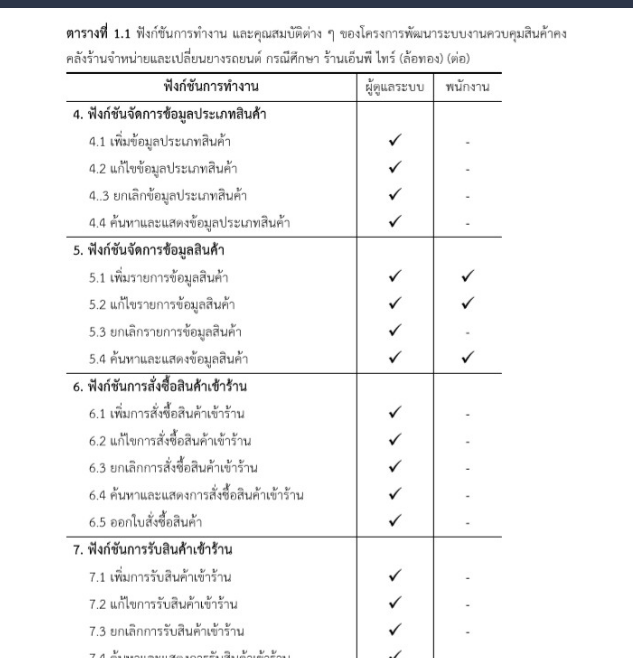 ตารางที่ 1.1 ฟังก์ชันการทำงาน และคุณสมบัติต่าง ๆ ของโครงการพัฒนาระบบงานควบคุมสินค้าคง
คลังร้านจำหน่ายและเปลี่ยนยางรถยนต์ กรณีศึกษา ร้านเอ็นพี ไทร์ (ล้อทอง) (ต่อ)
ฟังก์ชันการทำงาน ผู้ดูแลระบบ พนักงาน
4. ฟังก์ชันจัดการข้อมูลประเภทสินค้า
4.1 เพิ่มข้อมูลประเภทสินค้า ✓ -
4.2 แก้ไขข้อมูลประเภทสินค้า ✓ -
4..3 ยกเลิกข้อมูลประเภทสินค้า ✓ -
4.4 ค้นหาและแสดงข้อมูลประเภทสินค้า ✓ -
5. ฟังก์ชันจัดการข้อมูลสินค้า
5.1 เพิ่มรายการข้อมูลสินค้า ✓ ✓
5.2 แก้ไขรายการข้อมูลสินค้า ✓ ✓
5.3 ยกเลิกรายการข้อมูลสินค้า ✓ -
5.4 ค้นหาและแสดงข้อมูลสินค้า ✓ ✓
6. ฟังก์ชันการสั่งซื้อสินค้าเข้าร้าน
6.1 เพิ่มการสั่งซื้อสินค้าเข้าร้าน ✓ -
6.2 แก้ไขการสั่งซื้อสินค้าเข้าร้าน ✓ -
6.3 ยกเลิกการสั่งซื้อสินค้าเข้าร้าน ✓ -
6.4 ค้นหาและแสดงการสั่งซื้อสินค้าเข้าร้าน ✓ -
6.5 ออกใบสั่งซื้อสินค้า ✓ -
7. ฟังก์ชันการรับสินค้าเข้าร้าน
7.1 เพิ่มการรับสินค้าเข้าร้าน ✓ -
7.2 แก้ไขการรับสินค้าเข้าร้าน ✓ -
7.3 ยกเลิกการรับสินค้าเข้าร้าน ✓ -
7.4 ค้นหาและแสดงการรับสินค้าเข้าร้าน ✓